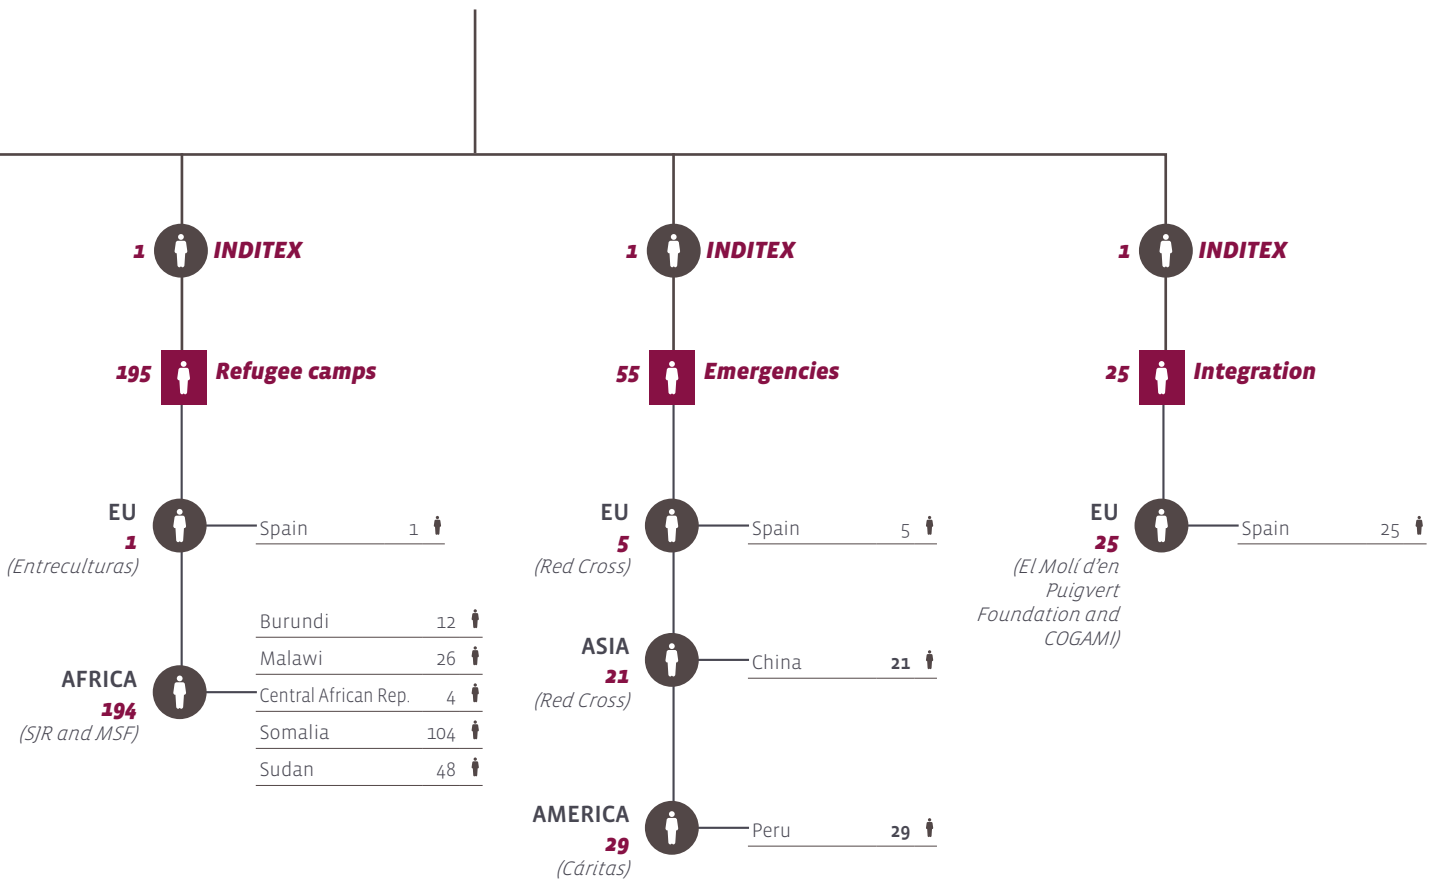 1 INDITEX
195 Refugee camps
EU
1
(Entreculturas)
Spain 1
AFRICA
194
(SJR and MSF)
Burundi 12
Malawi 26
Central African Rep. 4
Somalia 104
Sudan 48
1 INDITEX
55 Emergencies
EU
5
(Red Cross)
Spain 5
ASIA
21
(Red Cross)
China 21
AMERICA
29
(Cáritas)
Peru 29
1 INDITEX
25 Integration
EU
25
(El Molí d'en
Puigvert
Foundation and
COGAMI)
Spain 25